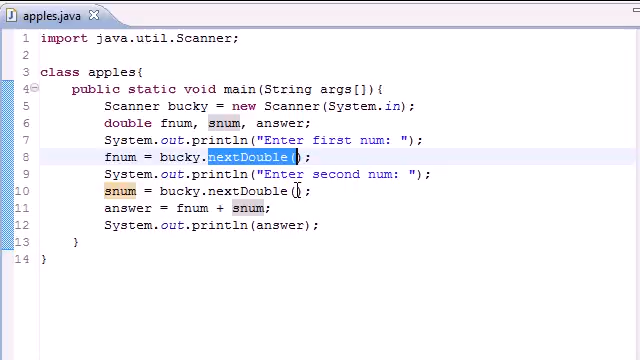 apples.java
1 import java.util.Scanner;
2
3 class apples{
4 public static void main(String args[]){
5 Scanner bucky = new Scanner(System.in);
6 double fnum, snum, answer;
7 System.out.println("Enter first num: ");
8 fnum = bucky.nextDouble();
9 System.out.println("Enter second num: ");
10 snum = bucky.nextDouble();
11 answer = fnum + snum;
12 System.out.println(answer);
13 }
14 }